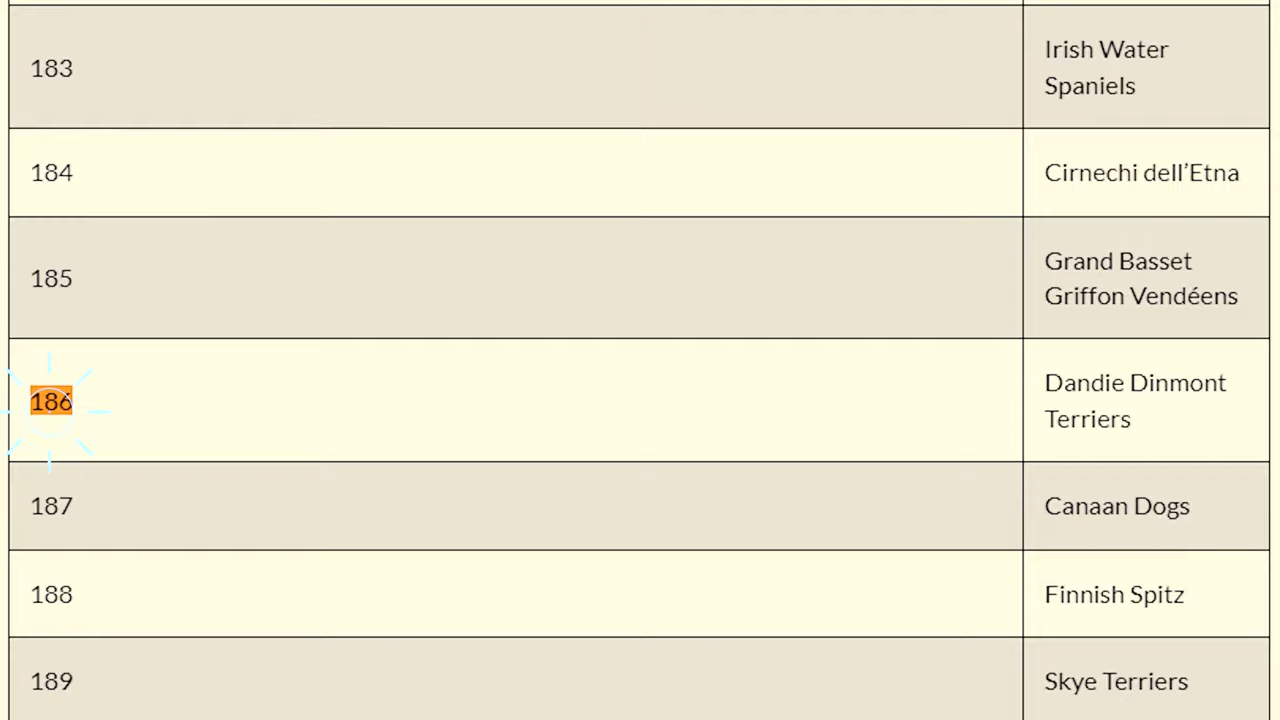 183
Irish Water
Spaniels
184
Cirnechi dell’Etna
185
Grand Basset
Griffon Vendéens
186
Dandie Dinmont
Terriers
187
Canaan Dogs
188
Finnish Spitz
189
Skye Terriers